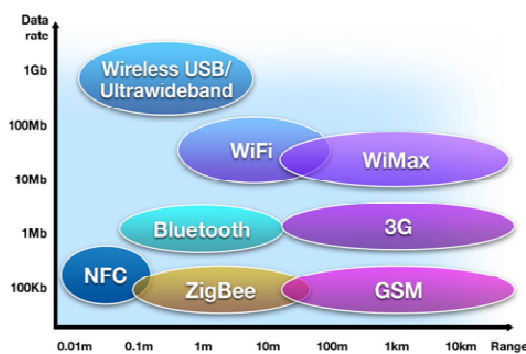 Data
rate
1Gb
100Mb
10Mb
1Mb
100Kb
Wireless USB/
Ultrawideband
WiFi
WiMax
Bluetooth
3G
NFC
ZigBee
GSM
0.01m 0.1m 1m 10m 100m 1km 10km Range